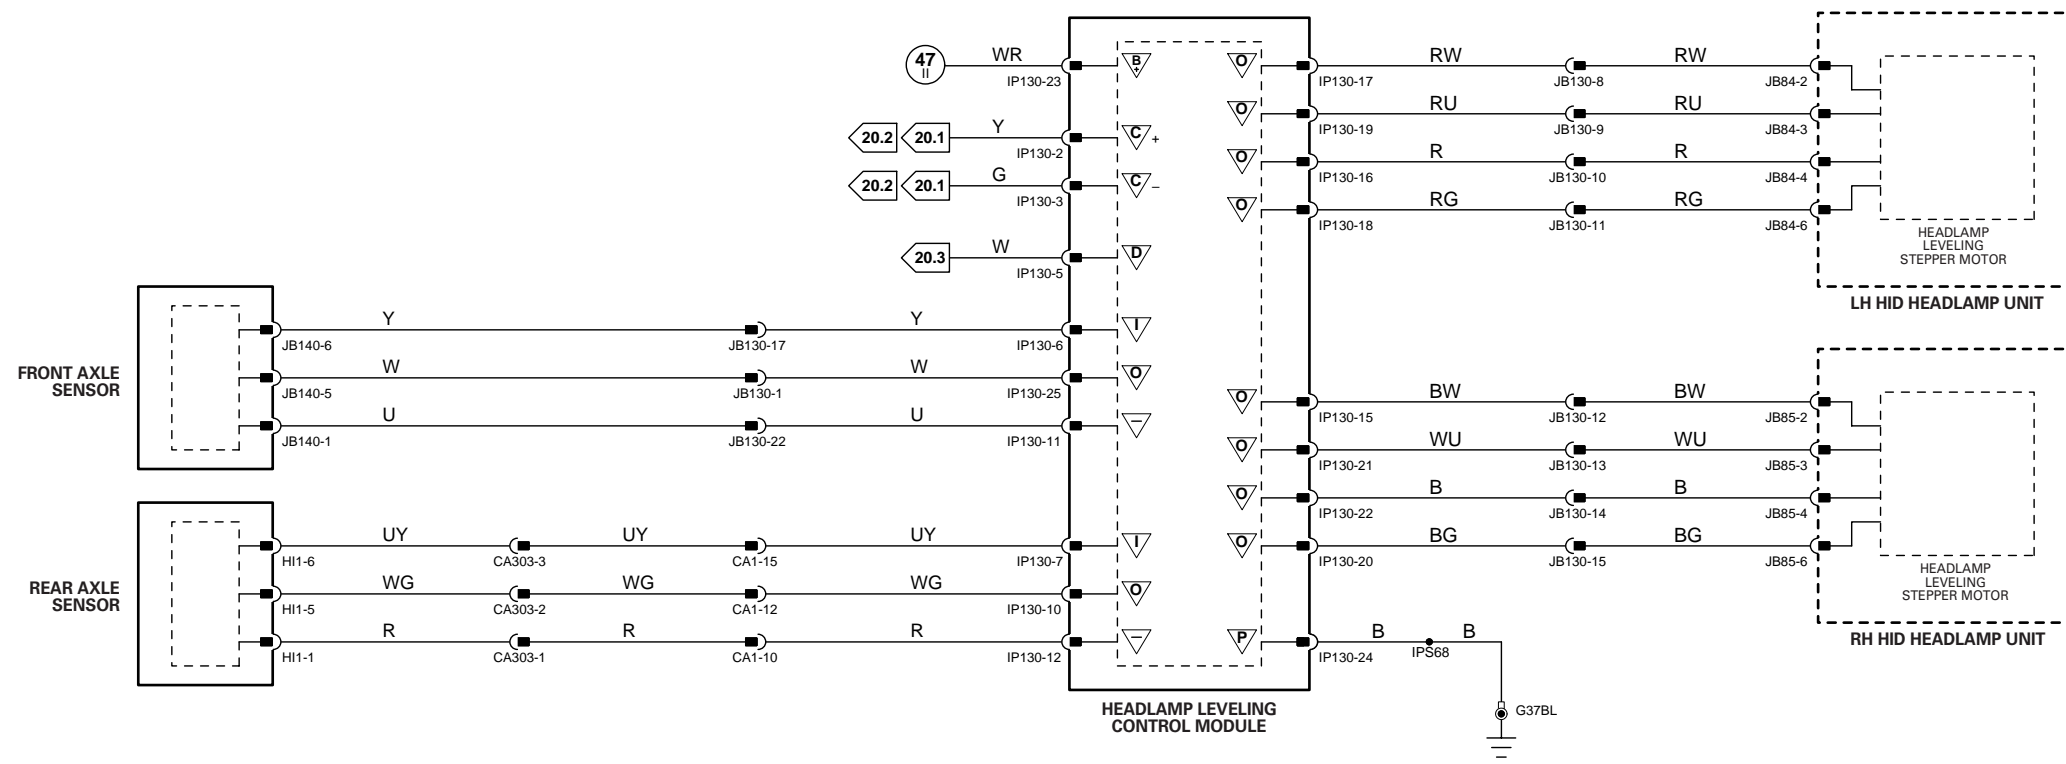 47
II
WR
IP130-23
B
+
20.2
20.1
Y
IP130-2
C
+
20.2
20.1
G
IP130-3
C
–
20.3
W
IP130-5
D
FRONT AXLE
SENSOR
JB140-6
Y
JB130-17
Y
IP130-6
I
JB140-5
W
JB130-1
W
IP130-25
O
JB140-1
U
JB130-22
U
IP130-11
–
REAR AXLE
SENSOR
HI1-6
UY
CA303-3
UY
CA1-15
UY
IP130-7
I
HI1-5
WG
CA303-2
WG
CA1-12
WG
IP130-10
O
HI1-1
R
CA303-1
R
CA1-10
R
IP130-12
–
HEADLAMP LEVELING
CONTROL MODULE
O
IP130-17
RW
JB130-8
RW
JB84-2
O
IP130-19
RU
JB130-9
RU
JB84-3
O
IP130-16
R
JB130-10
R
JB84-4
O
IP130-18
RG
JB130-11
RG
JB84-6
HEADLAMP
LEVELING
STEPPER MOTOR
LH HID HEADLAMP UNIT
O
IP130-15
BW
JB130-12
BW
JB85-2
O
IP130-21
WU
JB130-13
WU
JB85-3
O
IP130-22
B
JB130-14
B
JB85-4
O
IP130-20
BG
JB130-15
BG
JB85-6
HEADLAMP
LEVELING
STEPPER MOTOR
RH HID HEADLAMP UNIT
P
IP130-24
B
IPS68
B
G37BL